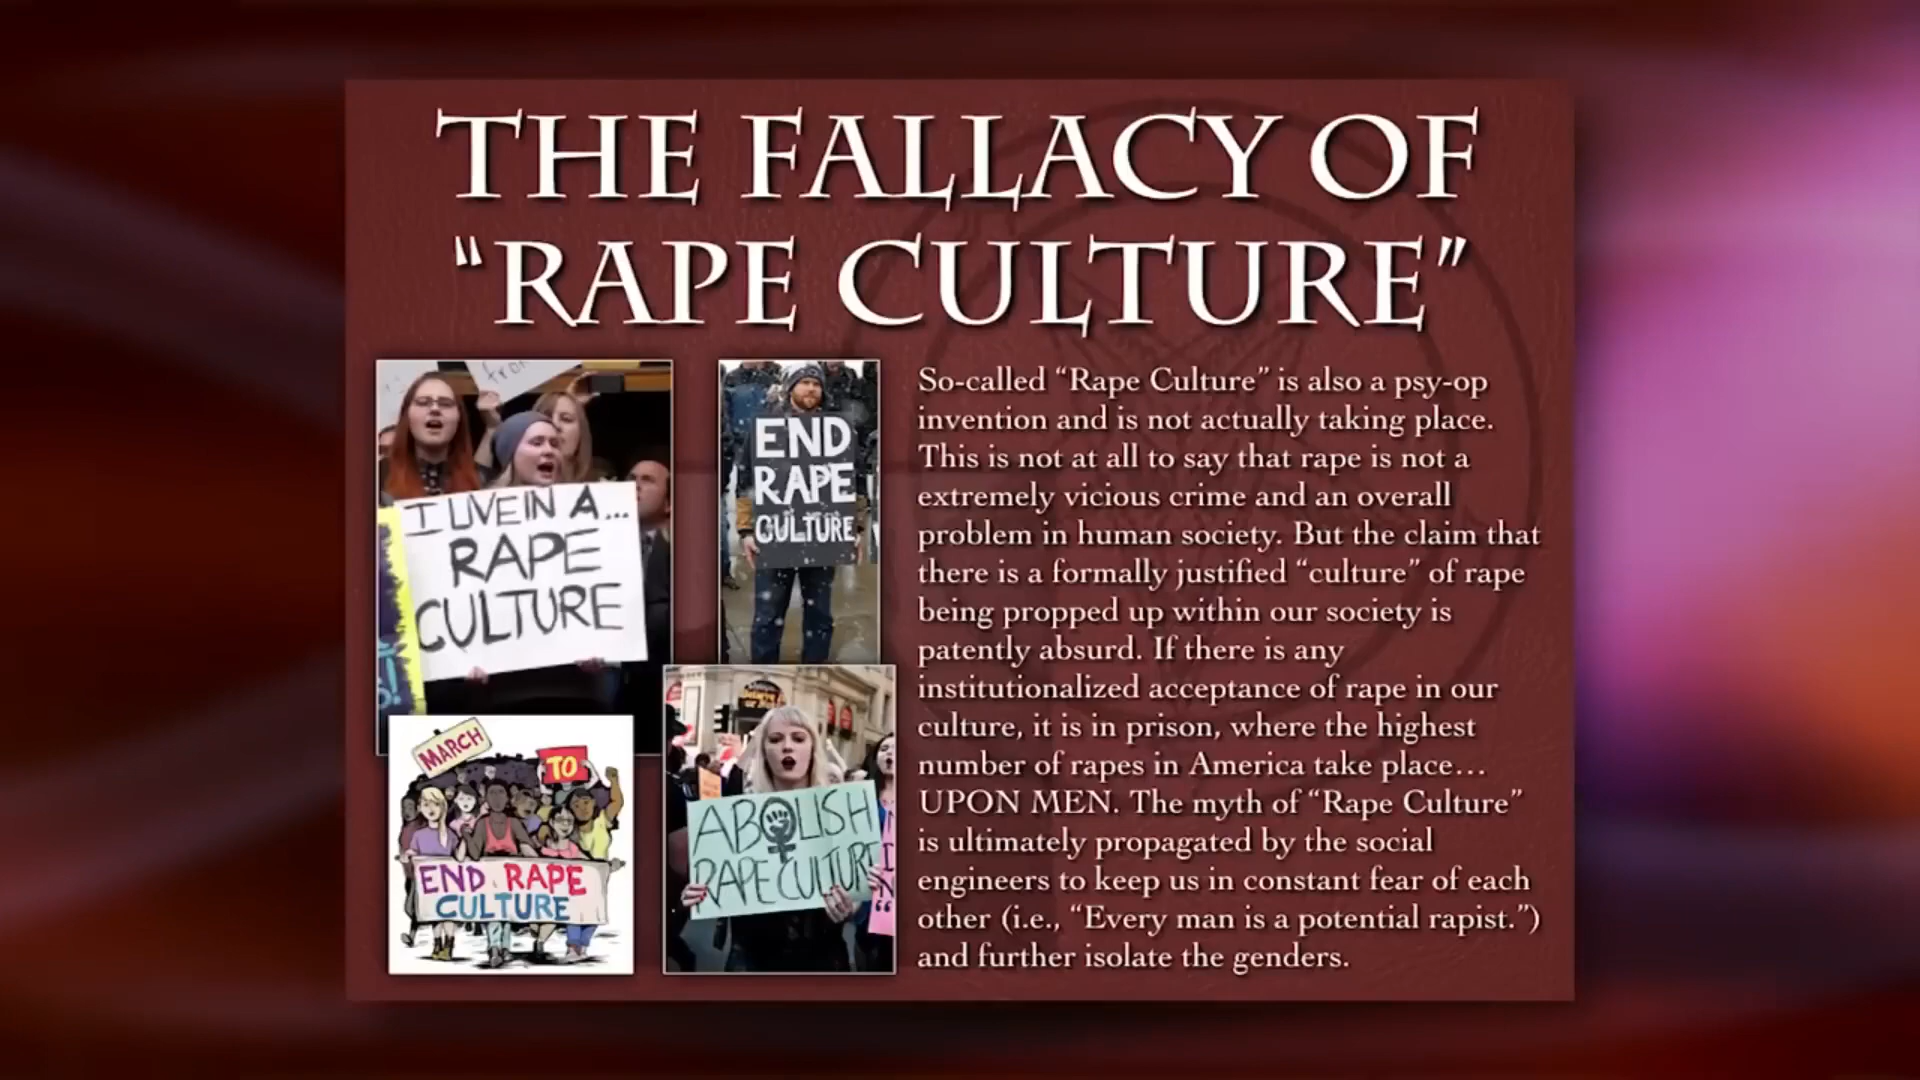 THE FALLACY OF
“RAPE CULTURE”
fro
I LIVE IN A...
RAPE
CULTURE
END
RAPE
CULTURE
MARCH
TO
END RAPE
CULTURE
ABOLISH
RAPE CULTURE
So-called “Rape Culture” is also a psy-op
invention and is not actually taking place.
This is not at all to say that rape is not a
extremely vicious crime and an overall
problem in human society. But the claim that
there is a formally justified “culture” of rape
being propped up within our society is
patently absurd. If there is any
institutionalized acceptance of rape in our
culture, it is in prison, where the highest
number of rapes in America take place…
UPON MEN. The myth of “Rape Culture”
is ultimately propagated by the social
engineers to keep us in constant fear of each
other (i.e., “Every man is a potential rapist.”)
and further isolate the genders.